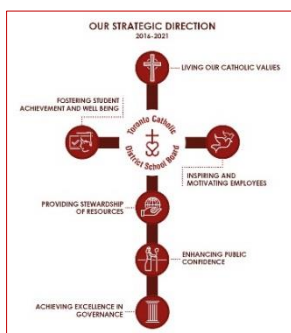 OUR STRATEGIC DIRECTION
2016-2021
LIVING OUR CATHOLIC VALUES
FOSTERING STUDENT
ACHIEVEMENT AND WELL BEING
Toronto Catholic
District School Board
INSPIRING AND
MOTIVATING EMPLOYEES
PROVIDING STEWARDSHIP
OF RESOURCES
ENHANCING PUBLIC
CONFIDENCE
ACHIEVING EXCELLENCE IN
GOVERNANCE